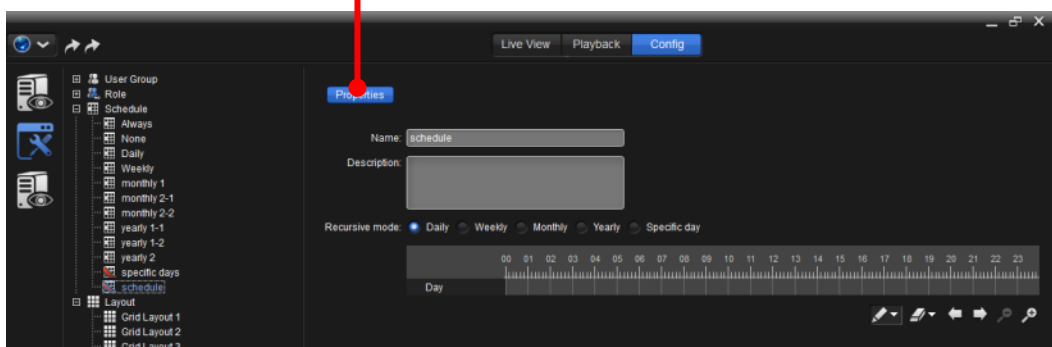 Live View Playback Config
User Group
Role
Schedule
Always
None
Daily
Weekly
monthly 1
monthly 2-1
monthly 2-2
yearly 1-1
yearly 1-2
yearly 2
specific days
schedule
Layout
Grid Layout 1
Grid Layout 2
Grid Layout 3
Properties
Name: schedule
Description:
Recursive mode: Daily Weekly Monthly Yearly Specific day
00 01 02 03 04 05 06 07 08 09 10 11 12 13 14 15 16 17 18 19 20 21 22 23
Day